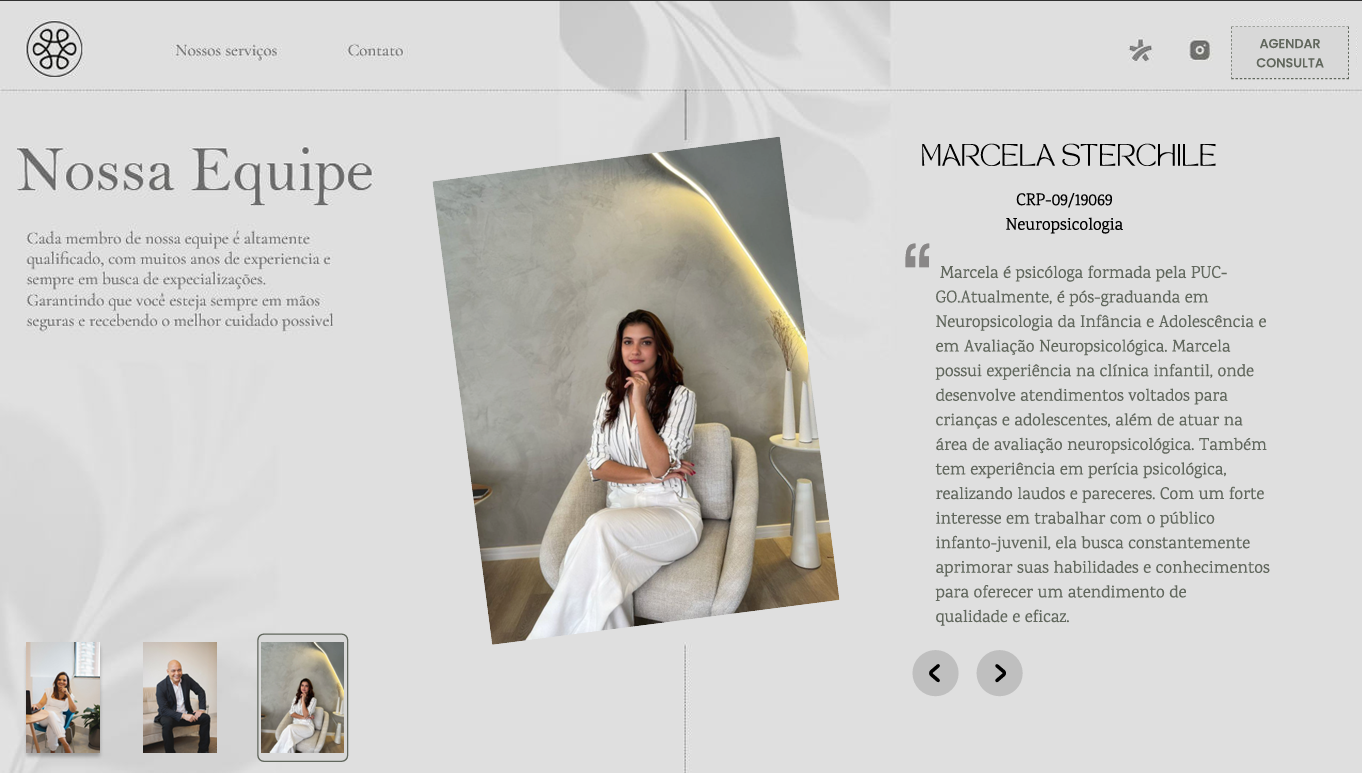 Nossos serviços
Contato
AGENDAR
CONSULTA
Nossa Equipe
Cada membro de nossa equipe é altamente
qualificado, com muitos anos de experiencia e
sempre em busca de expecializações.
Garantindo que você esteja sempre em mãos
seguras e recebendo o melhor cuidado possivel
MARCELA STERCHILE
CRP-09/19069
Neuropsicologia
“
Marcela é psicóloga formada pela PUC-
GO.Atualmente, é pós-graduanda em
Neuropsicologia da Infância e Adolescência e
em Avaliação Neuropsicológica. Marcela
possui experiência na clínica infantil, onde
desenvolve atendimentos voltados para
crianças e adolescentes, além de atuar na
área de avaliação neuropsicológica. Também
tem experiência em perícia psicológica,
realizando laudos e pareceres. Com um forte
interesse em trabalhar com o público
infanto-juvenil, ela busca constantemente
aprimorar suas habilidades e conhecimentos
para oferecer um atendimento de
qualidade e eficaz.